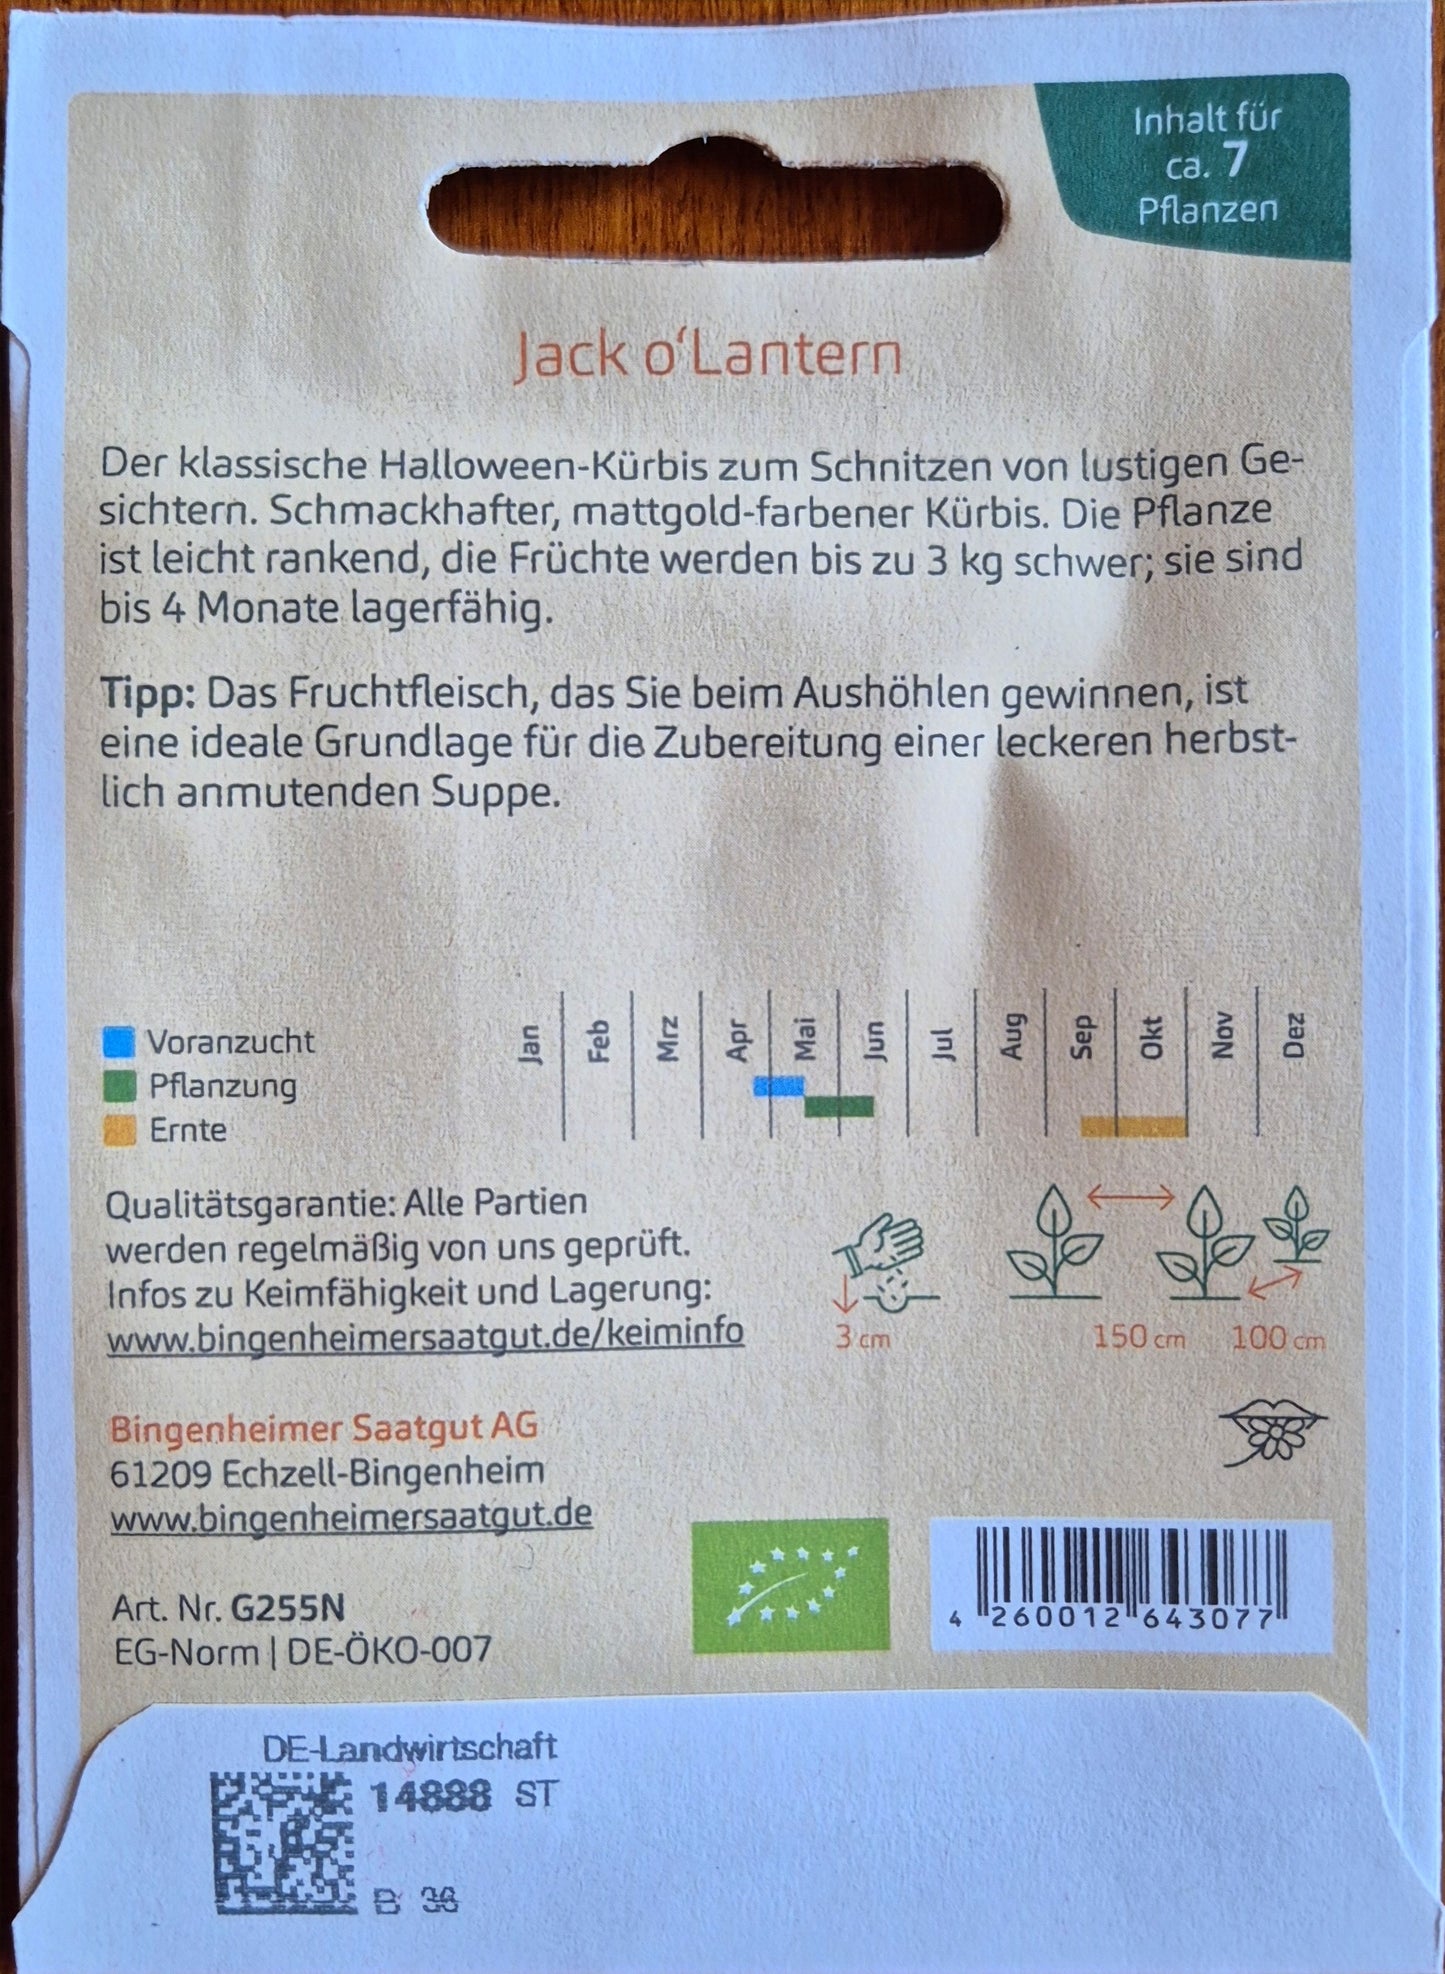 Inhalt für
ca. 7
Pflanzen
Jack o‘Lantern
Der klassische Halloween-Kürbis zum Schnitzen von lustigen Ge-
sichtern. Schmackhafter, mattgold-farbener Kürbis. Die Pflanze
ist leicht rankend, die Früchte werden bis zu 3 kg schwer; sie sind
bis 4 Monate lagerfähig.
Tipp: Das Fruchtfleisch, das Sie beim Aushöhlen gewinnen, ist
eine ideale Grundlage für die Zubereitung einer leckeren herbst-
lich anmutenden Suppe.
Jan Feb Mrz Apr Mai Jun Jul Aug Sep Okt Nov Dez
Voranzucht
Pflanzung
Ernte
Qualitätsgarantie: Alle Partien
werden regelmäßig von uns geprüft.
Infos zu Keimfähigkeit und Lagerung:
www.bingenheimersaatgut.de/keiminfo
3 cm
150 cm
100 cm
Bingenheimer Saatgut AG
61209 Echzell-Bingenheim
www.bingenheimersaatgut.de
Art. Nr. G255N
EG-Norm | DE-ÖKO-007
4 260012 643077
DE-Landwirtschaft
14888 ST
B 36